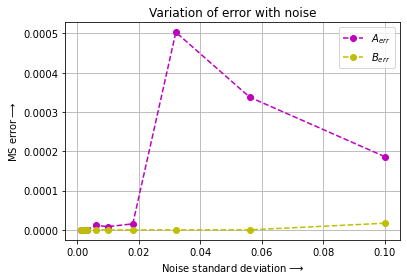 Variation of error with noise
A_err
B_err
MS error ⟶
0.0005
0.0004
0.0003
0.0002
0.0001
0.0000
0.00 0.02 0.04 0.06 0.08 0.10
Noise standard deviation ⟶